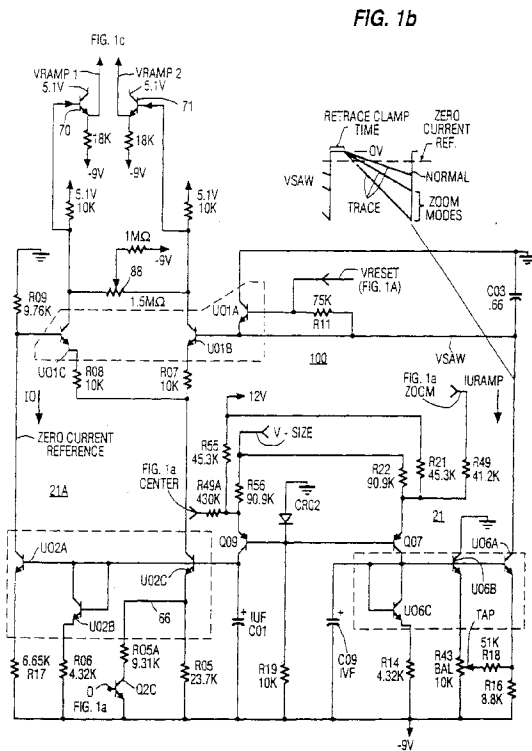 FIG. 1b
FIG. 1c
VRAMP 1
VRAMP 2
5.1V
5.1V
70
71
18K
18K
-9V
-9V
RETRACE CLAMP
TIME
0V
ZERO
CURRENT
REF.
VSAW
NORMAL
TRACE
ZOOM
MODES
5.1V
10K
5.1V
10K
1MΩ
-9V
88
1.5MΩ
R09
9.76K
U01A
VRESET
(FIG. 1A)
75K
R11
C03
.66
U01C
U01B
100
VSAW
R08
10K
R07
10K
IO
ZERO CURRENT
REFERENCE
FIG. 1a
ZOOM
IURAMP
12V
V-SIZE
R55
45.3K
FIG. 1a
CENTER
R49A
430K
R56
90.9K
R22
90.9K
R21
45.3K
R49
41.2K
CR02
21A
21
Q09
Q07
U02A
U02C
U06A
U06B
U02B
U06C
66
TAP
1UF
C01
C09
1VF
51K
R18
R05A
9.31K
6.65K
R17
R06
4.32K
R05
23.7K
R19
10K
R14
4.32K
R43
BAL
10K
R16
8.8K
Q2C
FIG. 1a
-9V